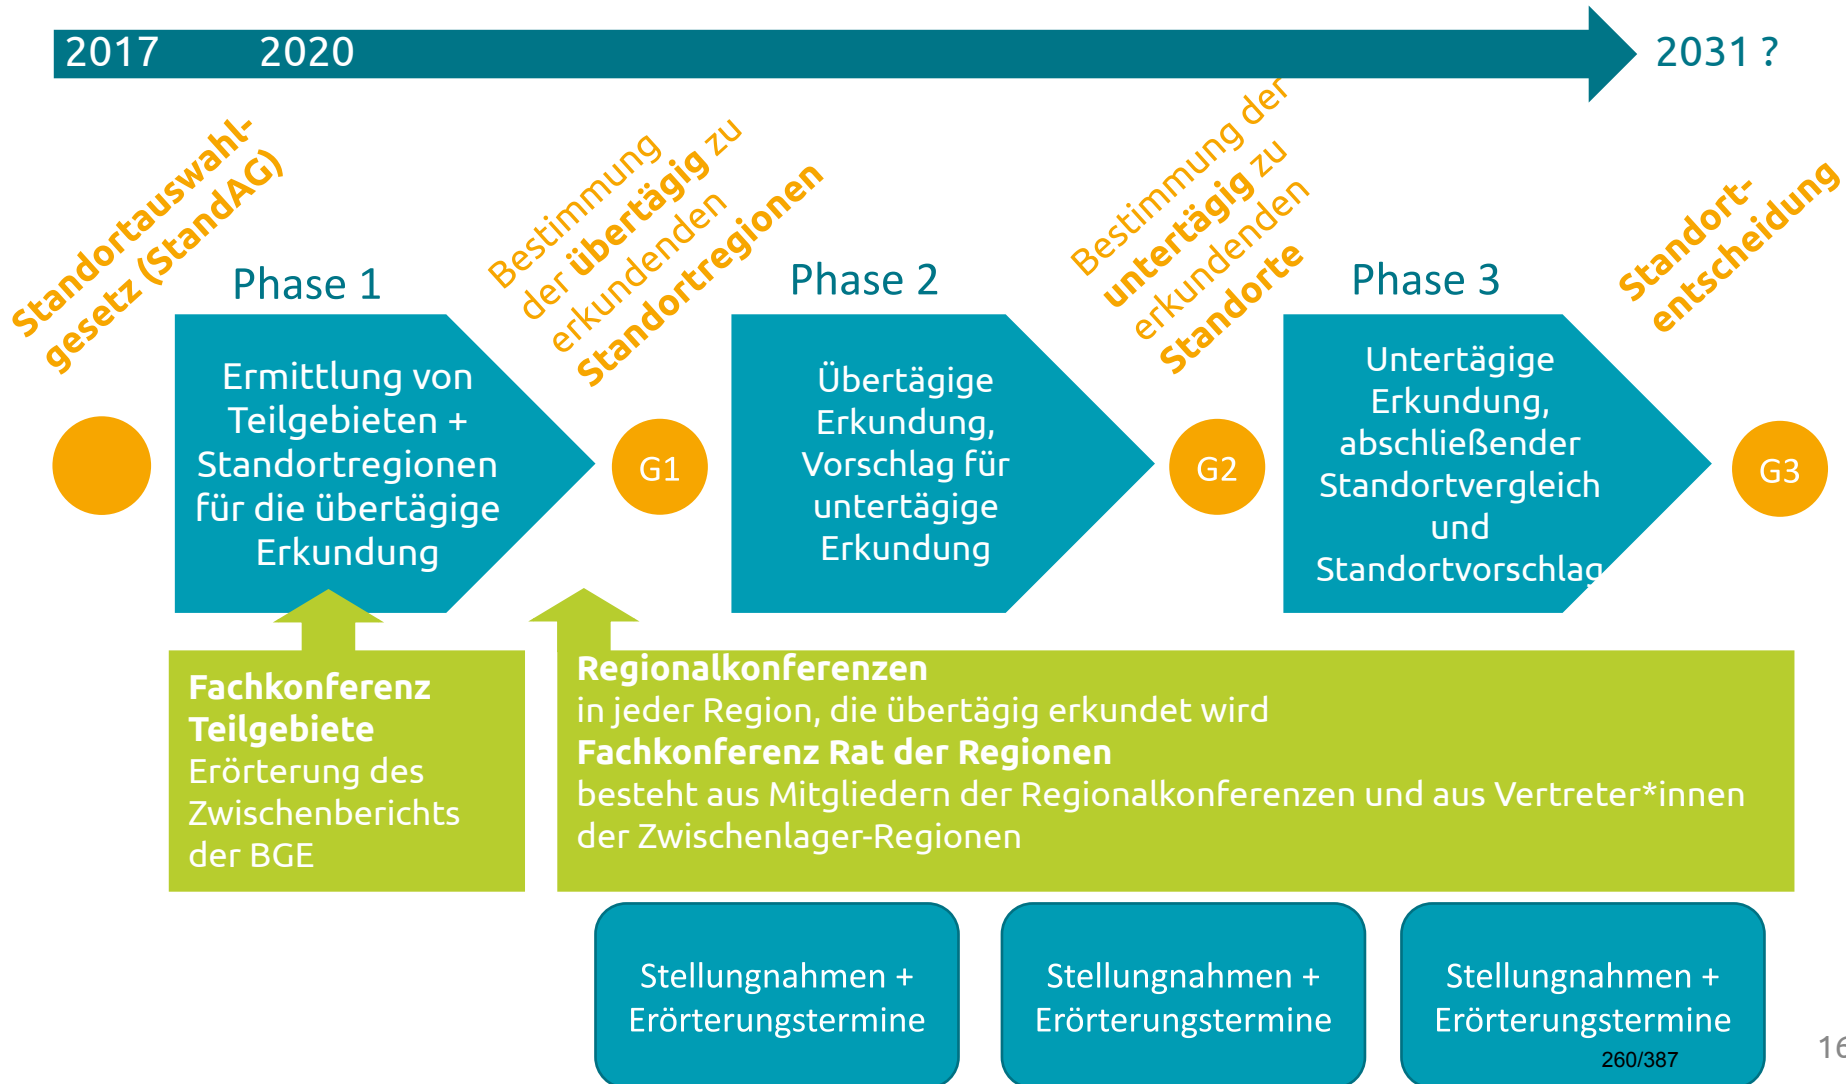 2017 2020 2031 ?
Standortauswahl-
gesetz (StandAG)
Bestimmung
der übertägig zu
erkundenden
Standortregionen
Bestimmung der
untertägig zu
erkundenden
Standorte
Standort-
entscheidung
Phase 1
Ermittlung von
Teilgebieten +
Standortregionen
für die übertägige
Erkundung
G1
Phase 2
Übertägige
Erkundung,
Vorschlag für
untertägige
Erkundung
G2
Phase 3
Untertägige
Erkundung,
abschließender
Standortvergleich
und
Standortvorschlag
G3
Fachkonferenz
Teilgebiete
Erörterung des
Zwischenberichts
der BGE
Regionalkonferenzen
in jeder Region, die übertägig erkundet wird
Fachkonferenz Rat der Regionen
besteht aus Mitgliedern der Regionalkonferenzen und aus Vertreter*innen
der Zwischenlager-Regionen
Stellungnahmen +
Erörterungstermine
Stellungnahmen +
Erörterungstermine
Stellungnahmen +
Erörterungstermine
260/387
16